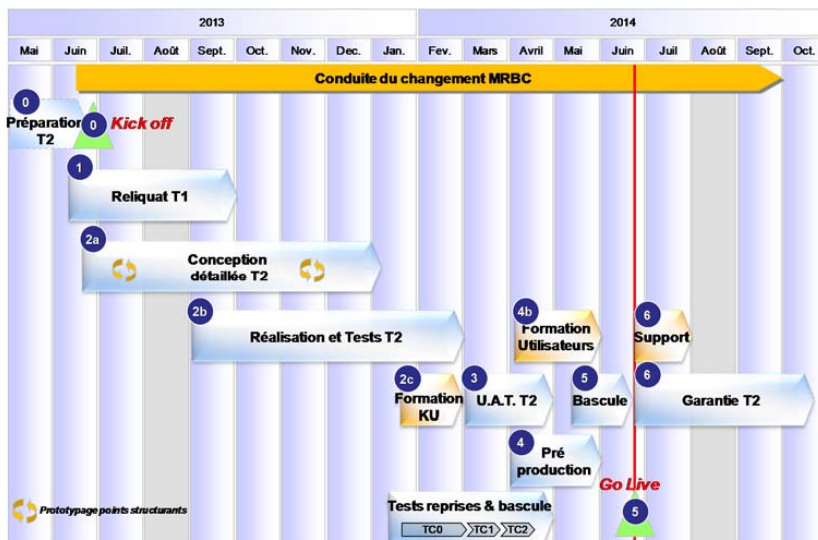 2013 2014
Mai Juin Juil. Août Sept. Oct. Nov. Dec. Jan. Fev. Mars Avril Mai Juin Juil Août Sept. Oct.
Conduite du changement MRBC
0
Préparation
T2
0 Kick off
1
Reliquat T1
2a
Conception
détaillée T2
2b
Réalisation et Tests T2
4b
Formation
Utilisateurs
6
Support
2c
Formation
KU
3
U.A.T. T2
5
Bascule
6
Garantie T2
4
Pré
production
Go Live
5
Tests reprises & bascule
TC0 TC1 TC2
Prototypage points structurants